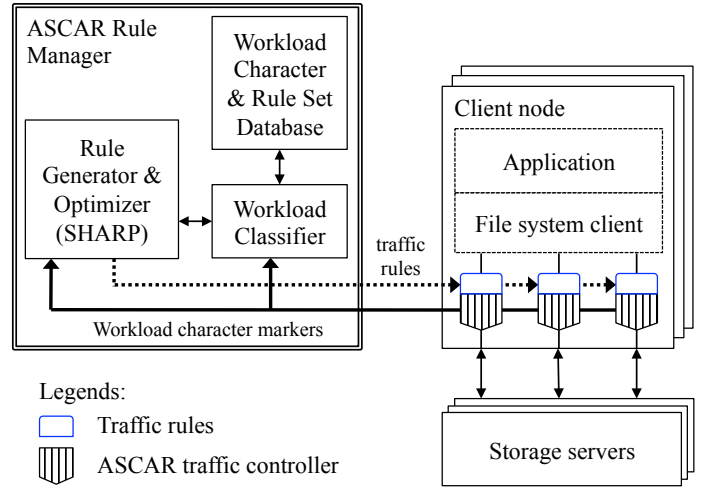 ASCAR Rule
Manager
Workload
Character
& Rule Set
Database
Rule
Generator &
Optimizer
(SHARP)
Workload
Classifier
traffic
rules
Workload character markers
Client node
Application
File system client
Storage servers
Legends:
Traffic rules
ASCAR traffic controller